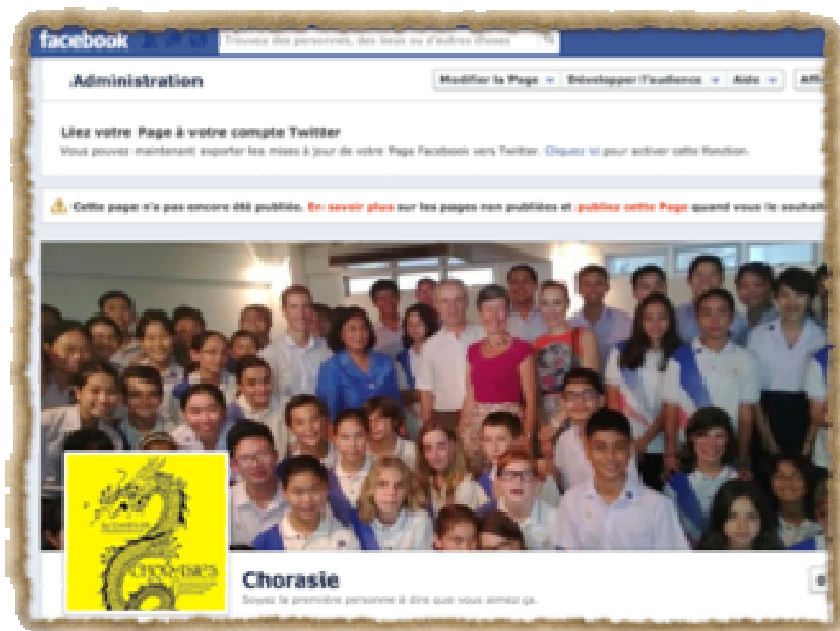 facebook
Trouvez des personnes, des lieux ou d'autres choses
Administration
Modifier la Page
Développer l'audience
Aide
Liez votre Page à votre compte Twitter
Vous pouvez maintenant exporter les mises à jour de votre Page Facebook vers Twitter. Cliquez ici pour activer cette fonction.
Cette page n'a pas encore été publiée. En savoir plus sur les pages non publiées et publiez cette Page quand vous le souhait
Chorasie
Soyez la première personne à dire que vous aimez ça.